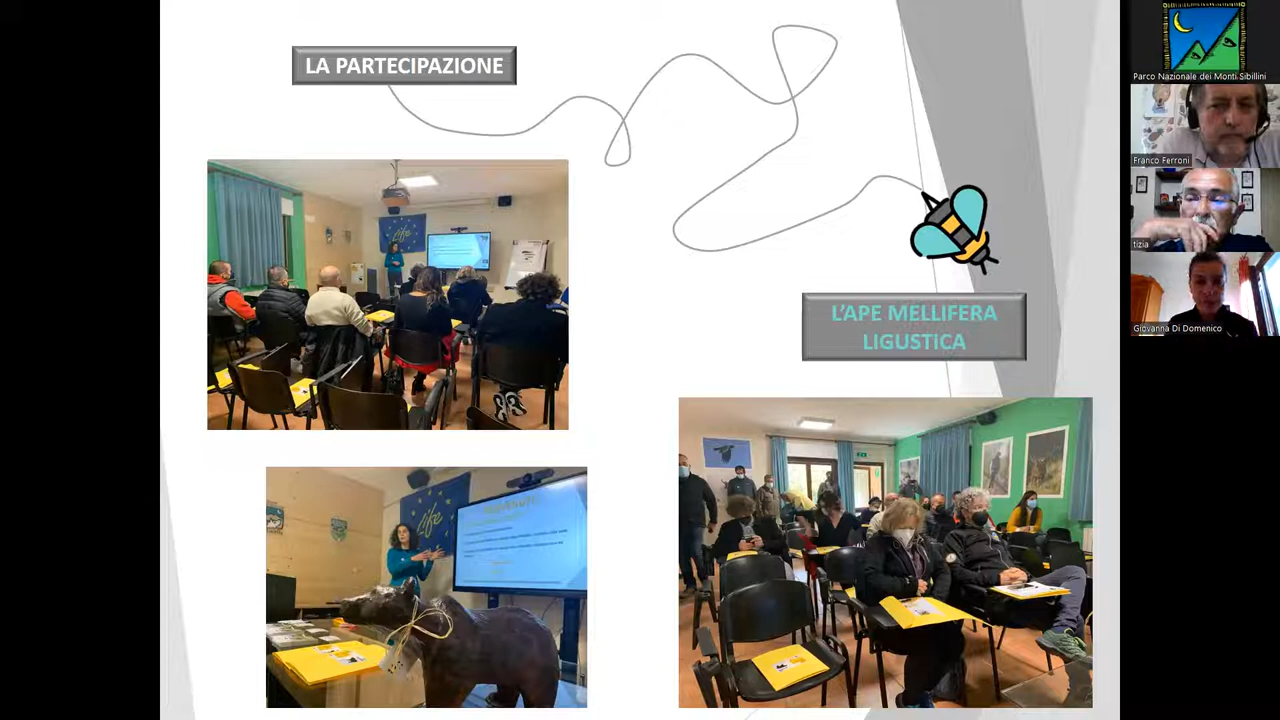 LA PARTECIPAZIONE
L'APE MELLIFERA
LIGUSTICA
life
life
Parco Nazionale dei Monti Sibillini
Franco Ferroni
tizia
Giovanna Di Domenico